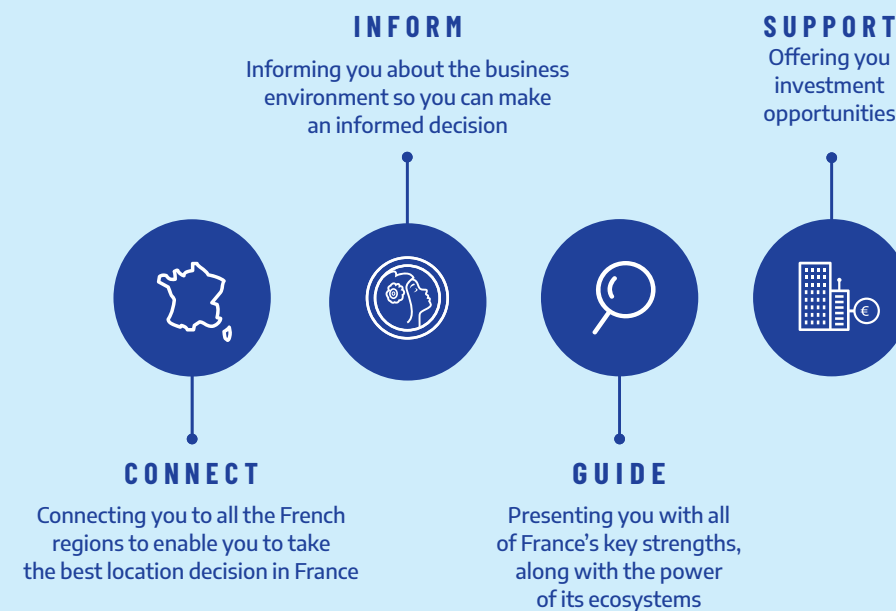 INFORM
Informing you about the business
environment so you can make
an informed decision
SUPPORT
Offering you
investment
opportunities
€
CONNECT
Connecting you to all the French
regions to enable you to take
the best location decision in France
GUIDE
Presenting you with all
of France’s key strengths,
along with the power
of its ecosystems